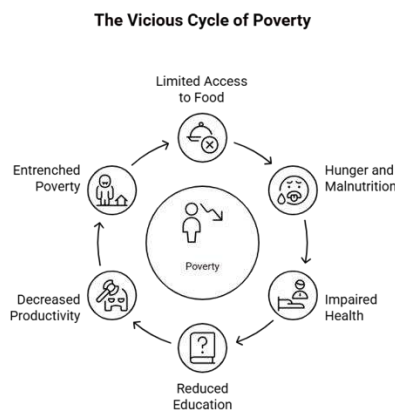 The Vicious Cycle of Poverty
Limited Access
to Food
Hunger and
Malnutrition
Impaired
Health
Reduced
Education
Decreased
Productivity
Entrenched
Poverty
Poverty
?